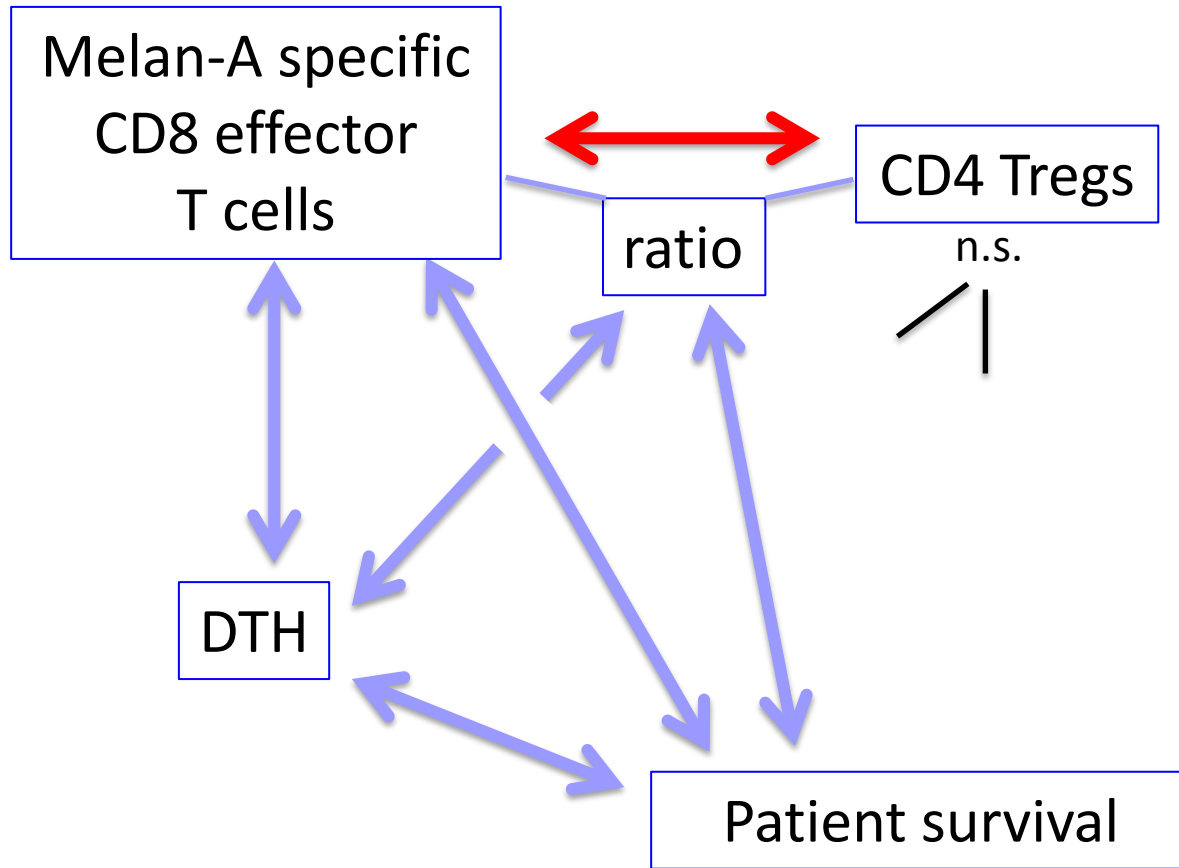 Melan-A specific
CD8 effector
T cells
CD4 Tregs
ratio
n.s.
DTH
Patient survival